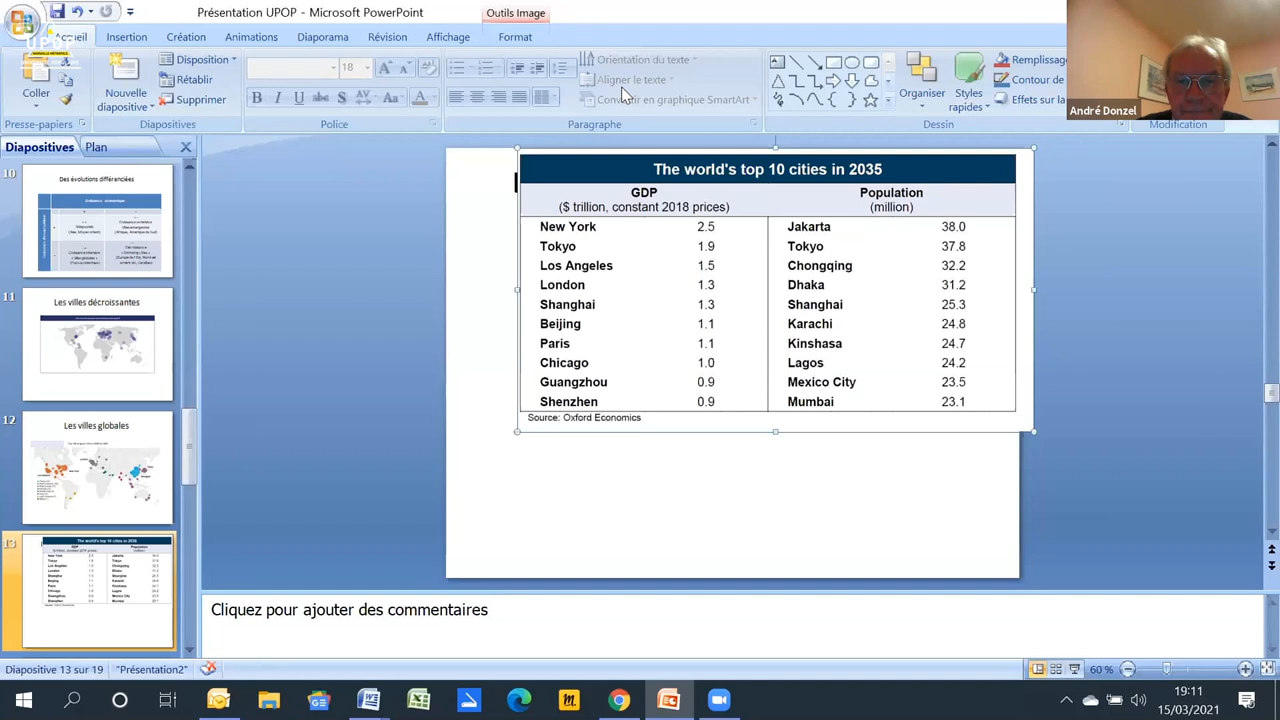 Présentation UPOP - Microsoft PowerPoint
Outils Image
Accueil
Insertion
Création
Animations
Diaporama
Révision
Affichage
Format
UPOP
Coller
Presse-papiers
Nouvelle
diapositive
Disposition
Rétablir
Supprimer
Diapositives
18
Police
Orientation du texte
Aligner le texte
Convertir en graphique SmartArt
Paragraphe
Organiser
Styles
rapides
Remplissage
Contour de
Effets sur la
Dessin
Modification
André Donzel
Diapositives
Plan
10
Des évolutions différenciées
11
Les villes décroissantes
12
Les villes globales
13
The world's top 10 cities in 2035
GDP
($ trillion, constant 2018 prices)
Population
(million)
New York 2.5 Jakarta 38.0
Tokyo 1.9 Tokyo 37.8
Los Angeles 1.5 Chongqing 32.2
London 1.3 Dhaka 31.2
Shanghai 1.3 Shanghai 25.3
Beijing 1.1 Karachi 24.8
Paris 1.1 Kinshasa 24.7
Chicago 1.0 Lagos 24.2
Guangzhou 0.9 Mexico City 23.5
Shenzhen 0.9 Mumbai 23.1
Source: Oxford Economics
Cliquez pour ajouter des commentaires
Diapositive 13 sur 19
"Présentation2"
60 %
19:11
15/03/2021